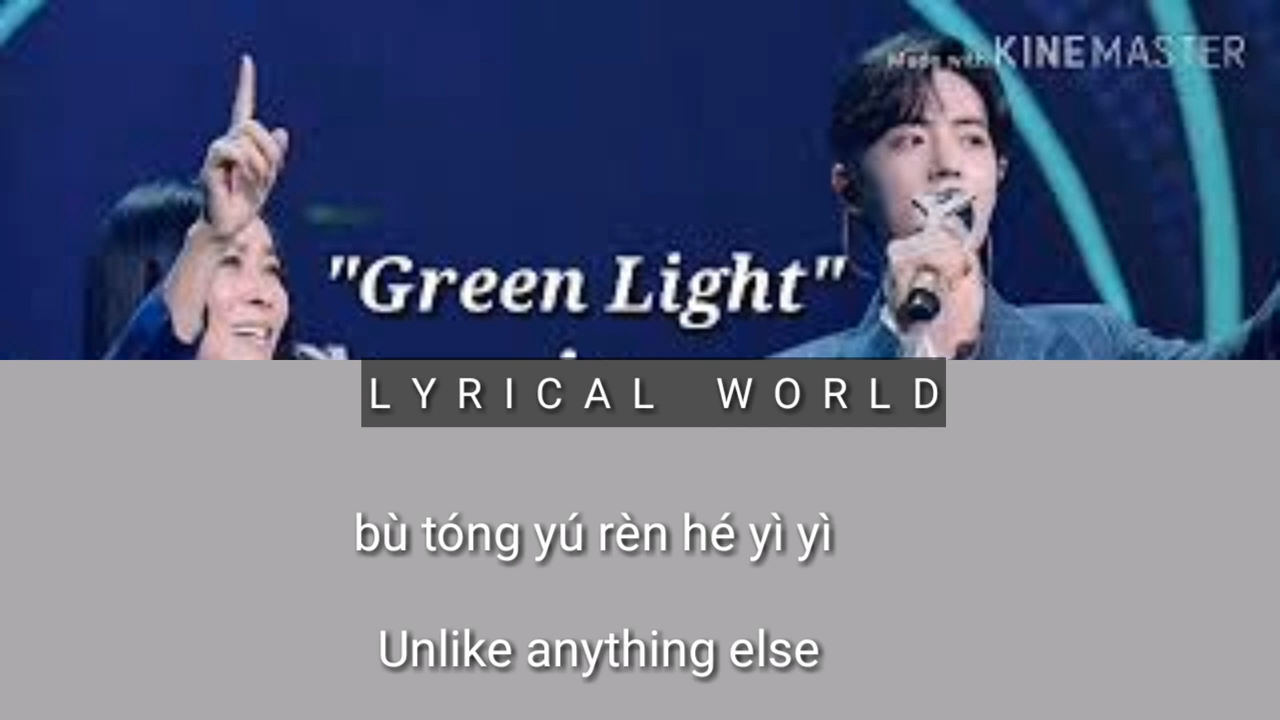 Made with KINEMASTER
"Green Light"
LYRICAL WORLD
bù tóng yú rèn hé yì yì
Unlike anything else